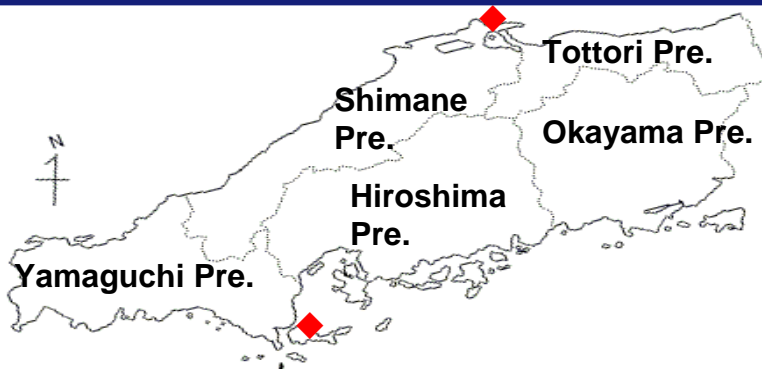 Tottori Pre.
Shimane
Pre.
Okayama Pre.
N
Hiroshima
Pre.
Yamaguchi Pre.